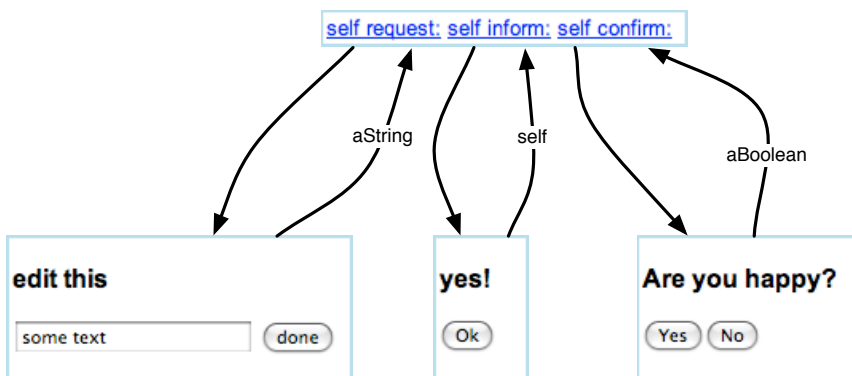 self request: self inform: self confirm:
aString
self
aBoolean
edit this
some text
done
yes!
Ok
Are you happy?
Yes No